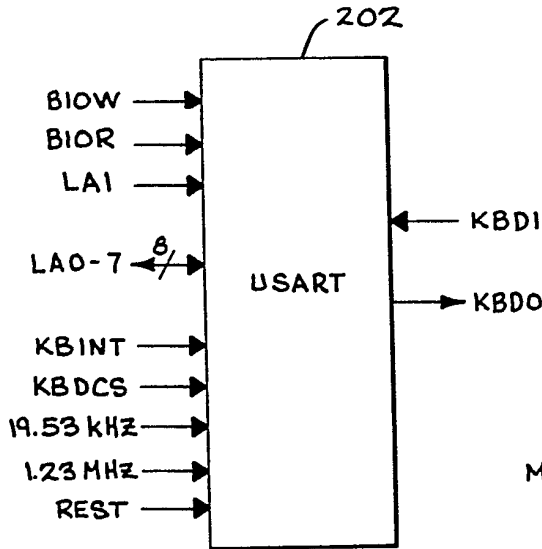 202
BIOW
BIOR
LA1
LA0-7
8
USART
KBDI
KBDO
KBINT
KBDCS
19.53 KHZ
1.23 MHZ
REST
M